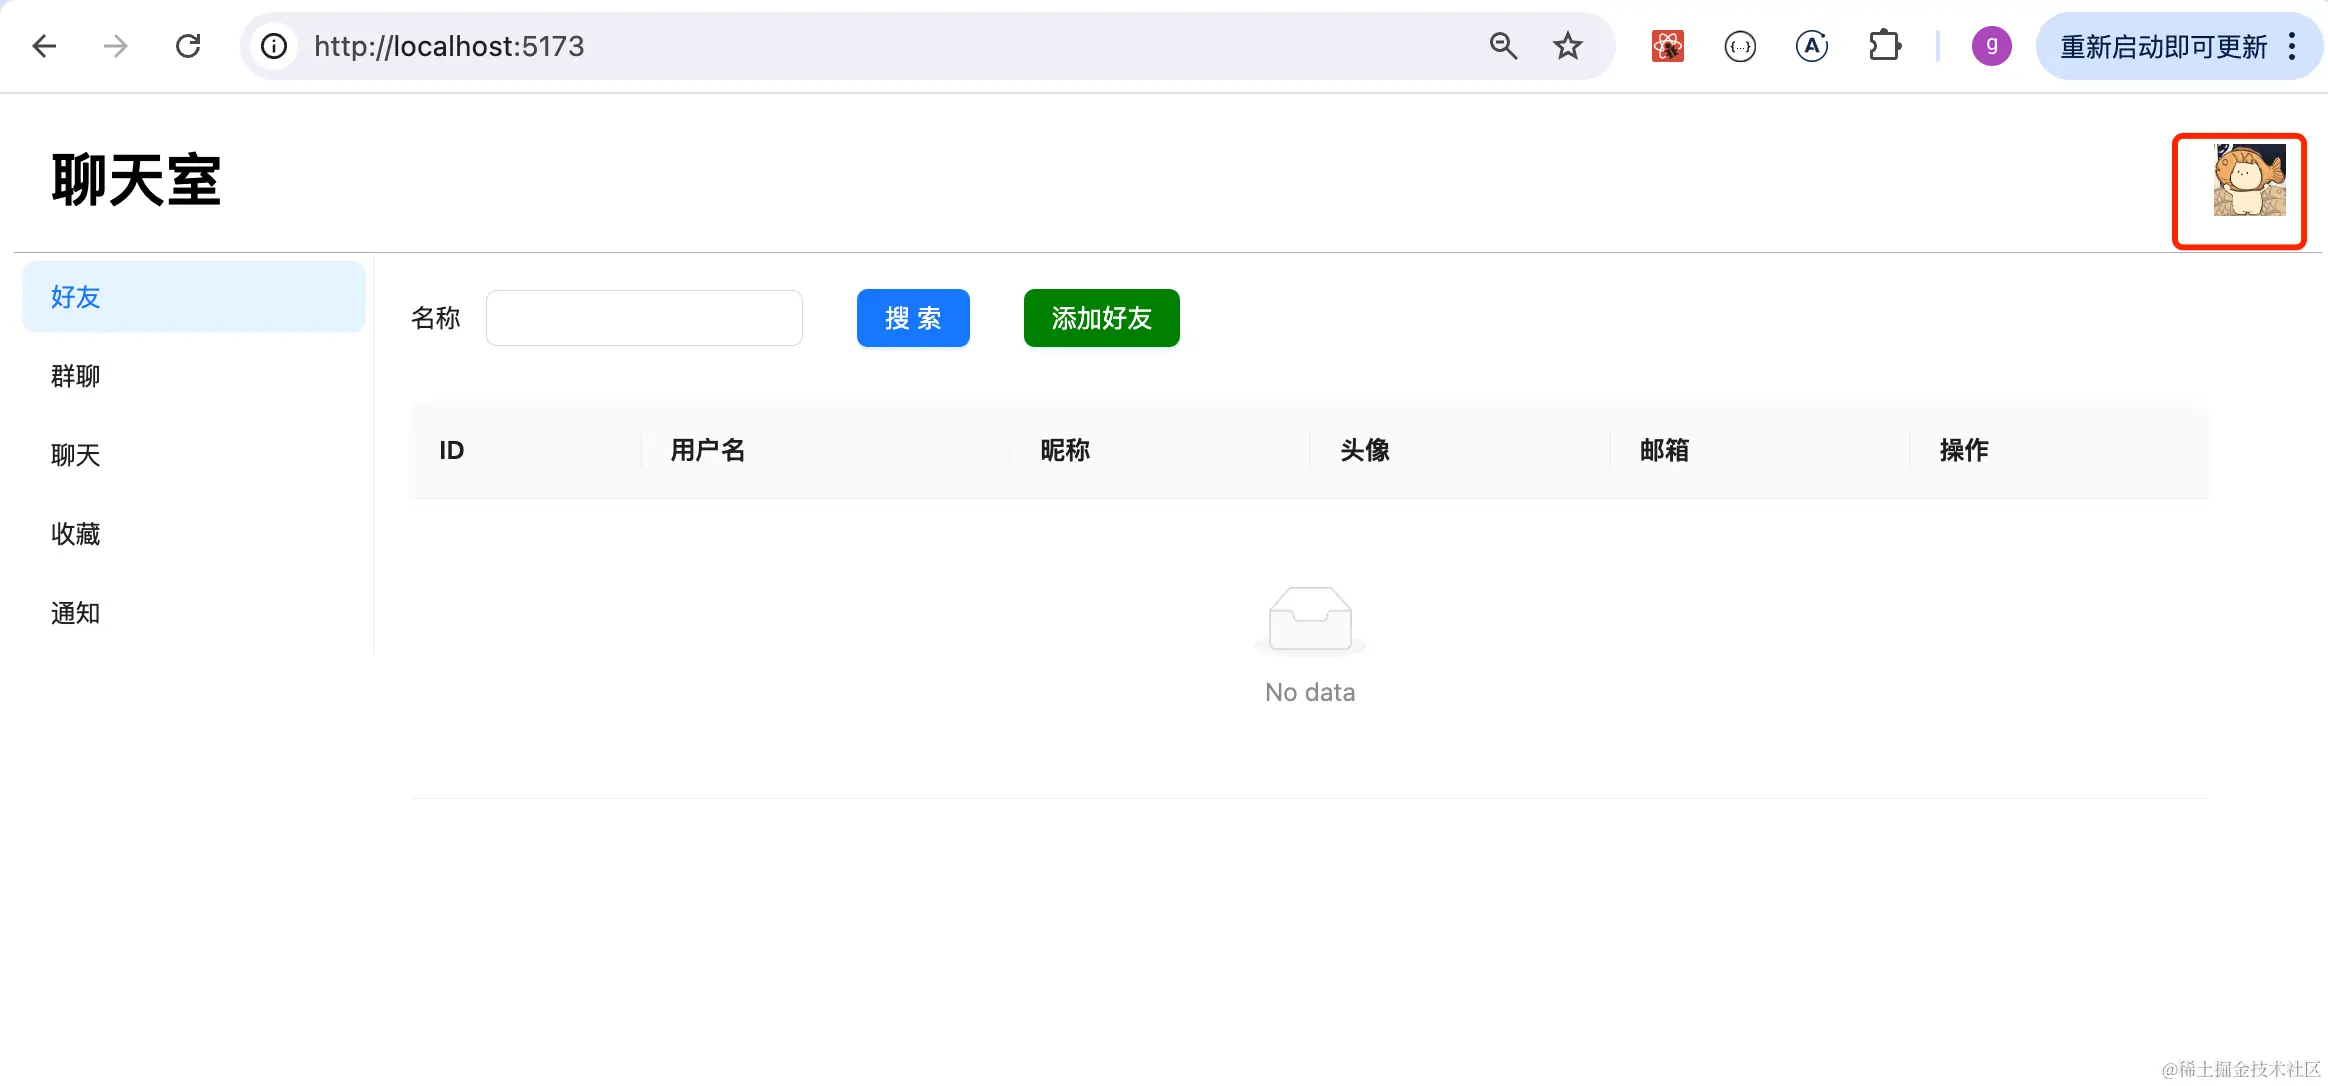 http://localhost:5173
{...}
A
g
重新启动即可更新
聊天室
好友
群聊
聊天
收藏
通知
名称
搜 索
添加好友
ID 用户名 昵称 头像 邮箱 操作
No data
@稀土掘金技术社区